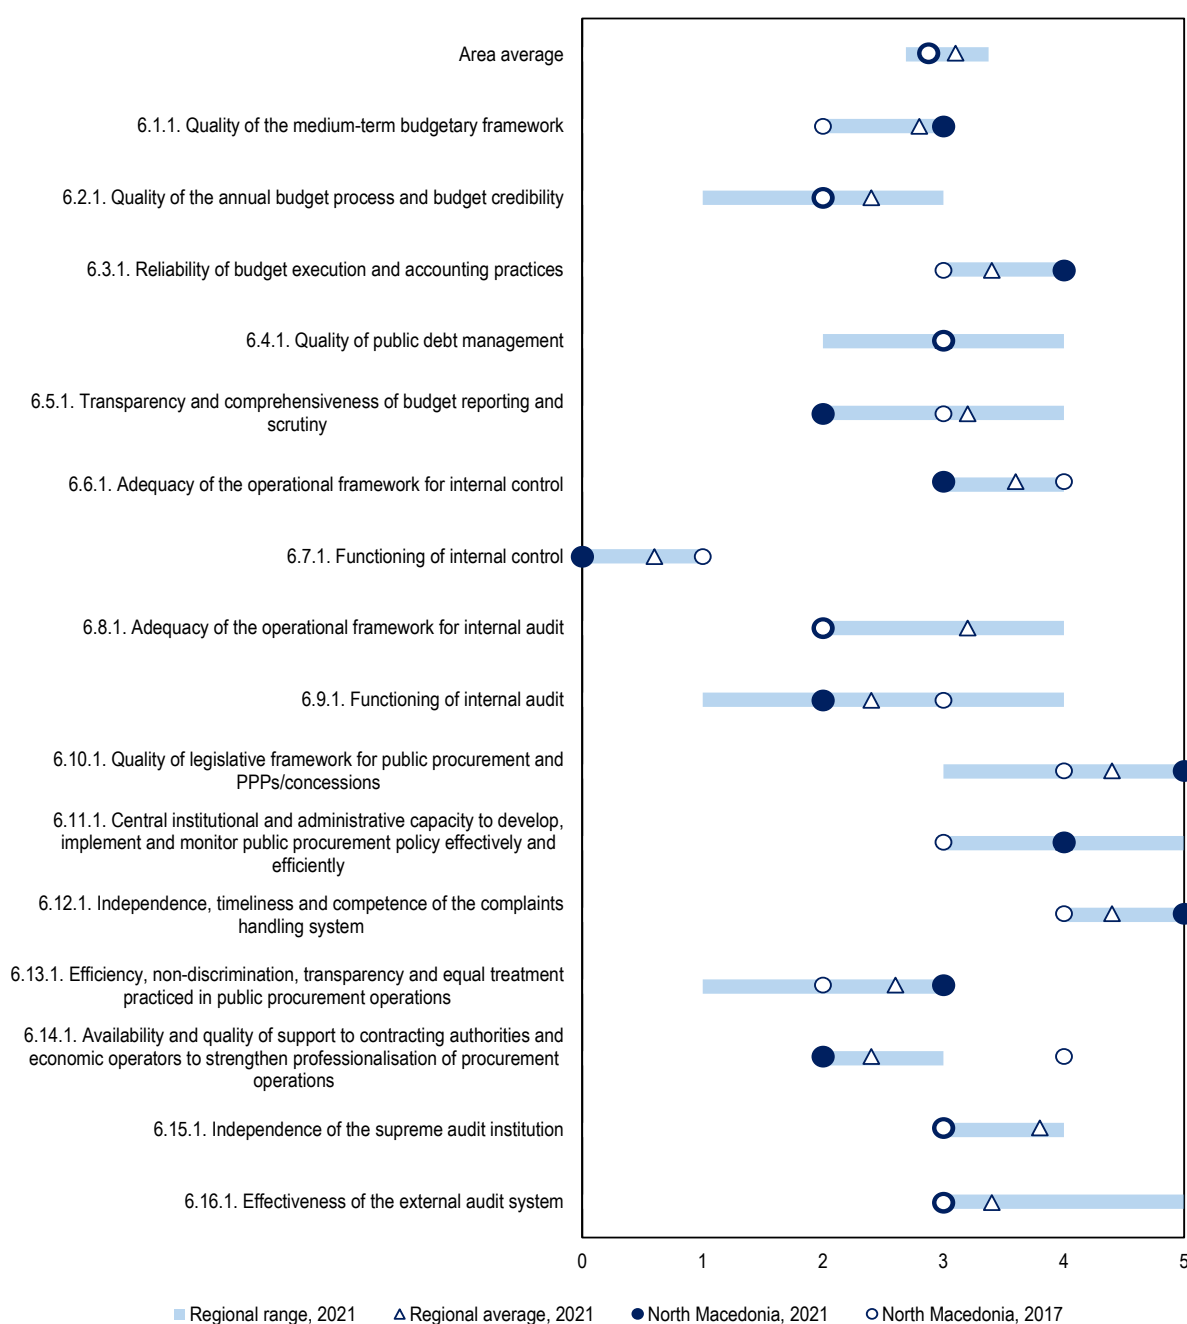 Area average
6.1.1. Quality of the medium-term budgetary framework
6.2.1. Quality of the annual budget process and budget credibility
6.3.1. Reliability of budget execution and accounting practices
6.4.1. Quality of public debt management
6.5.1. Transparency and comprehensiveness of budget reporting and
scrutiny
6.6.1. Adequacy of the operational framework for internal control
6.7.1. Functioning of internal control
6.8.1. Adequacy of the operational framework for internal audit
6.9.1. Functioning of internal audit
6.10.1. Quality of legislative framework for public procurement and
PPPs/concessions
6.11.1. Central institutional and administrative capacity to develop,
implement and monitor public procurement policy effectively and
efficiently
6.12.1. Independence, timeliness and competence of the complaints
handling system
6.13.1. Efficiency, non-discrimination, transparency and equal treatment
practiced in public procurement operations
6.14.1. Availability and quality of support to contracting authorities and
economic operators to strengthen professionalisation of procurement
operations
6.15.1. Independence of the supreme audit institution
6.16.1. Effectiveness of the external audit system
0 1 2 3 4 5
Regional range, 2021 Regional average, 2021 North Macedonia, 2021 North Macedonia, 2017